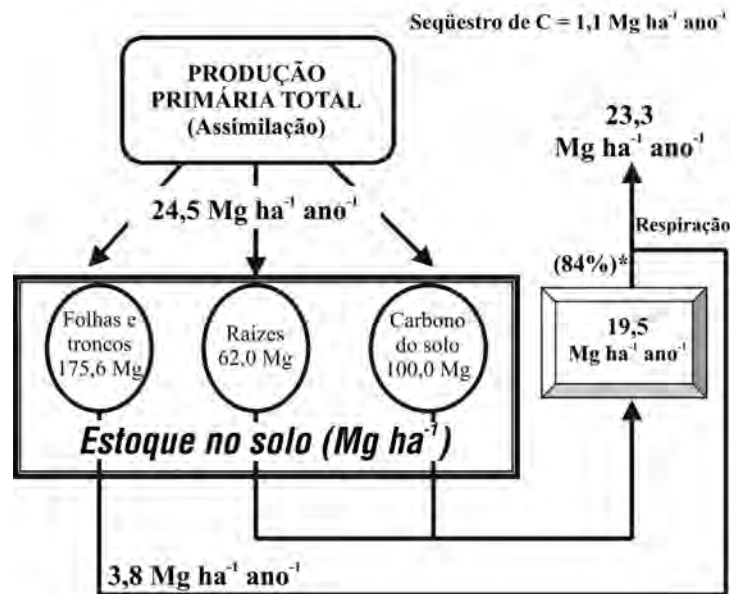 Seqüestro de C = 1,1 Mg ha⁻¹ ano⁻¹
PRODUÇÃO
PRIMÁRIA TOTAL
(Assimilação)
23,3
Mg ha⁻¹ ano⁻¹
24,5 Mg ha⁻¹ ano⁻¹
Respiração
(84%)*
Folhas e
troncos
175,6 Mg
Raízes
62,0 Mg
Carbono
do solo
100,0 Mg
19,5
Mg ha⁻¹ ano⁻¹
Estoque no solo (Mg ha⁻¹)
3,8 Mg ha⁻¹ ano⁻¹